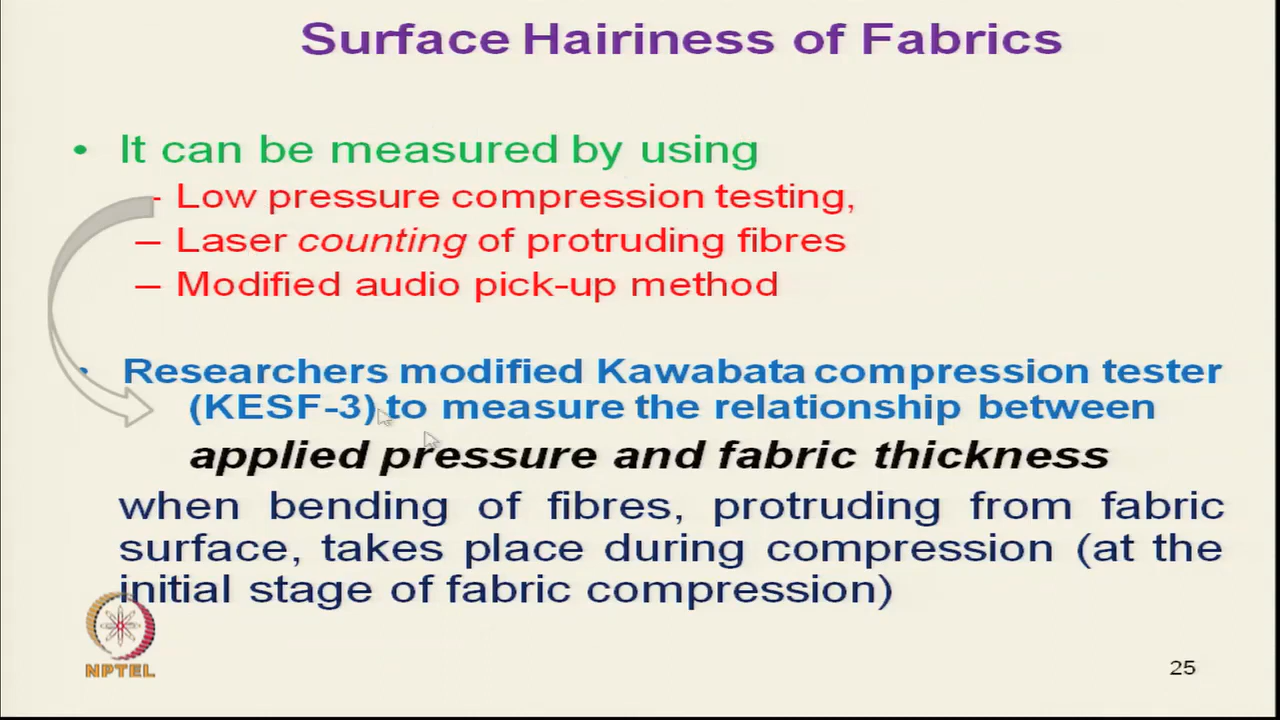 Surface Hairiness of Fabrics
• It can be measured by using
- Low pressure compression testing,
– Laser counting of protruding fibres
– Modified audio pick-up method
• Researchers modified Kawabata compression tester
(KESF-3) to measure the relationship between
applied pressure and fabric thickness
when bending of fibres, protruding from fabric
surface, takes place during compression (at the
initial stage of fabric compression)
NPTEL
25